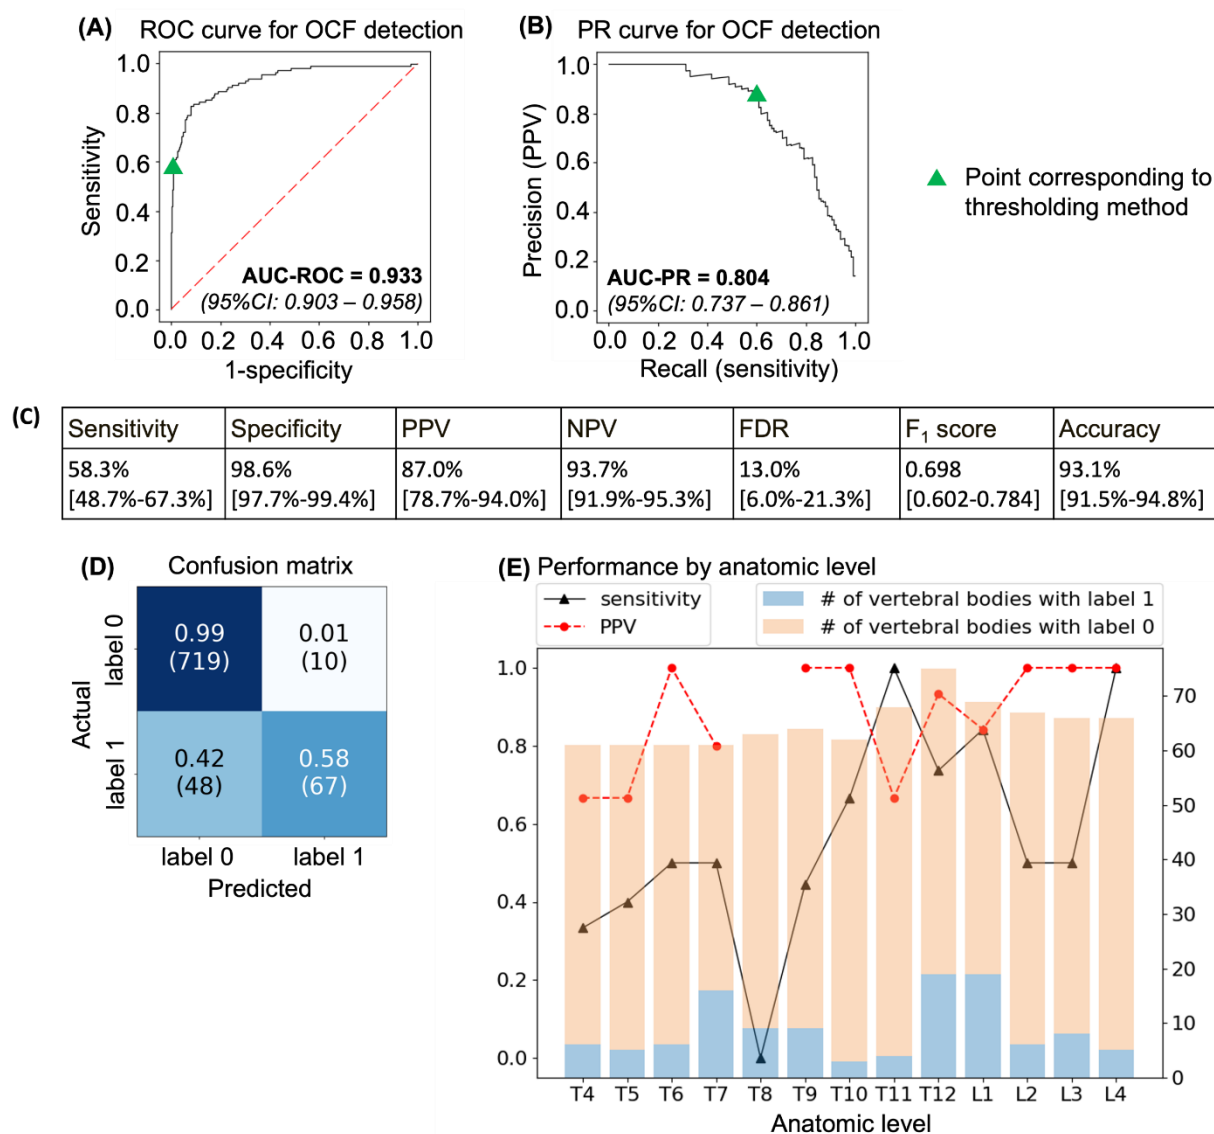 (A) ROC curve for OCF detection
Sensitivity
1.0
0.8
0.6
0.4
0.2
0.0
AUC-ROC = 0.933
(95%CI: 0.903 – 0.958)
0.0 0.2 0.4 0.6 0.8 1.0
1-specificity
(B) PR curve for OCF detection
Precision (PPV)
1.0
0.8
0.6
0.4
0.2
0.0
AUC-PR = 0.804
(95%CI: 0.737 – 0.861)
0.0 0.2 0.4 0.6 0.8 1.0
Recall (sensitivity)
Point corresponding to
thresholding method
(C)
Sensitivity Specificity PPV NPV FDR F1 score Accuracy
58.3% 98.6% 87.0% 93.7% 13.0% 0.698 93.1%
[48.7%-67.3%] [97.7%-99.4%] [78.7%-94.0%] [91.9%-95.3%] [6.0%-21.3%] [0.602-0.784] [91.5%-94.8%]
(D) Confusion matrix
Actual
label 0
label 1
0.99 0.01
(719) (10)
0.42 0.58
(48) (67)
label 0 label 1
Predicted
(E) Performance by anatomic level
sensitivity
PPV
# of vertebral bodies with label 1
# of vertebral bodies with label 0
1.0
0.8
0.6
0.4
0.2
0.0
70
60
50
40
30
20
10
0
T4 T5 T6 T7 T8 T9 T10 T11 T12 L1 L2 L3 L4
Anatomic level